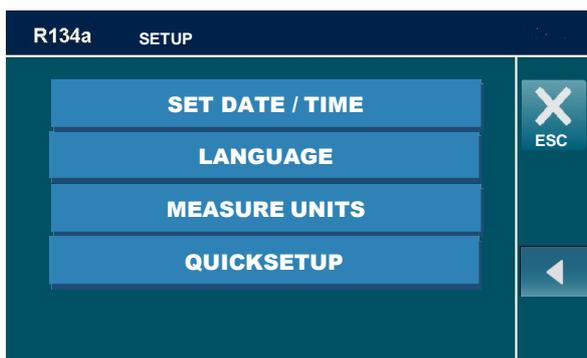 R134a SETUP
SET DATE / TIME
LANGUAGE
MEASURE UNITS
QUICKSETUP
ESC